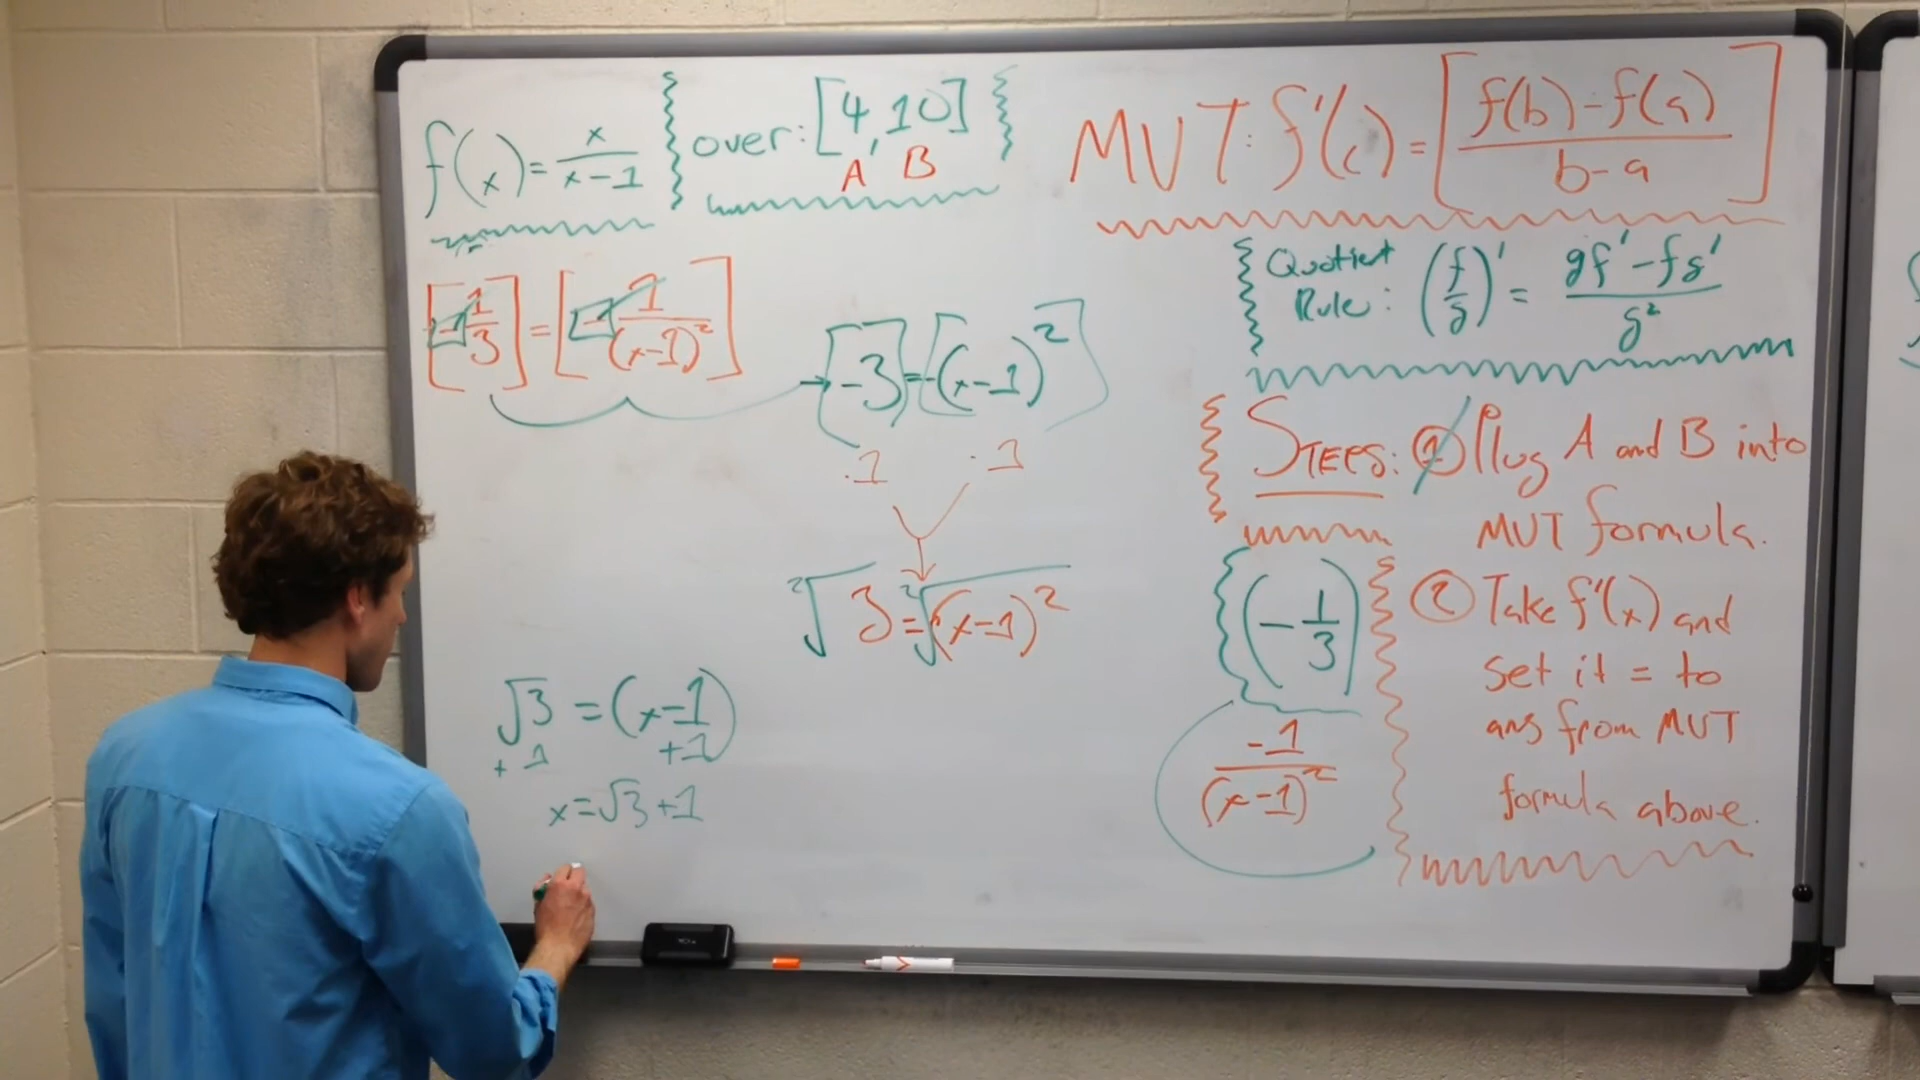 f(x) = x/(x-1)
over: [4, 10]
A B
MVT: f'(c) = [(f(b)-f(a))/(b-a)]
Quotient Rule: (f/g)' = (gf'-fg')/g²
[-1 1/3] = [-1 1/(x-1)²]
→ [-3] = [-(x-1)²]
·1 ·1
²√3 = ²√(x-1)²
√3 = (x-1)
+1 +1
x=√3+1
STEPS: ① Plug A and B into
MVT formula.
(-1/3)
② Take f'(x) and
set it = to
ans from MVT
formula above.
-1/(x-1)²